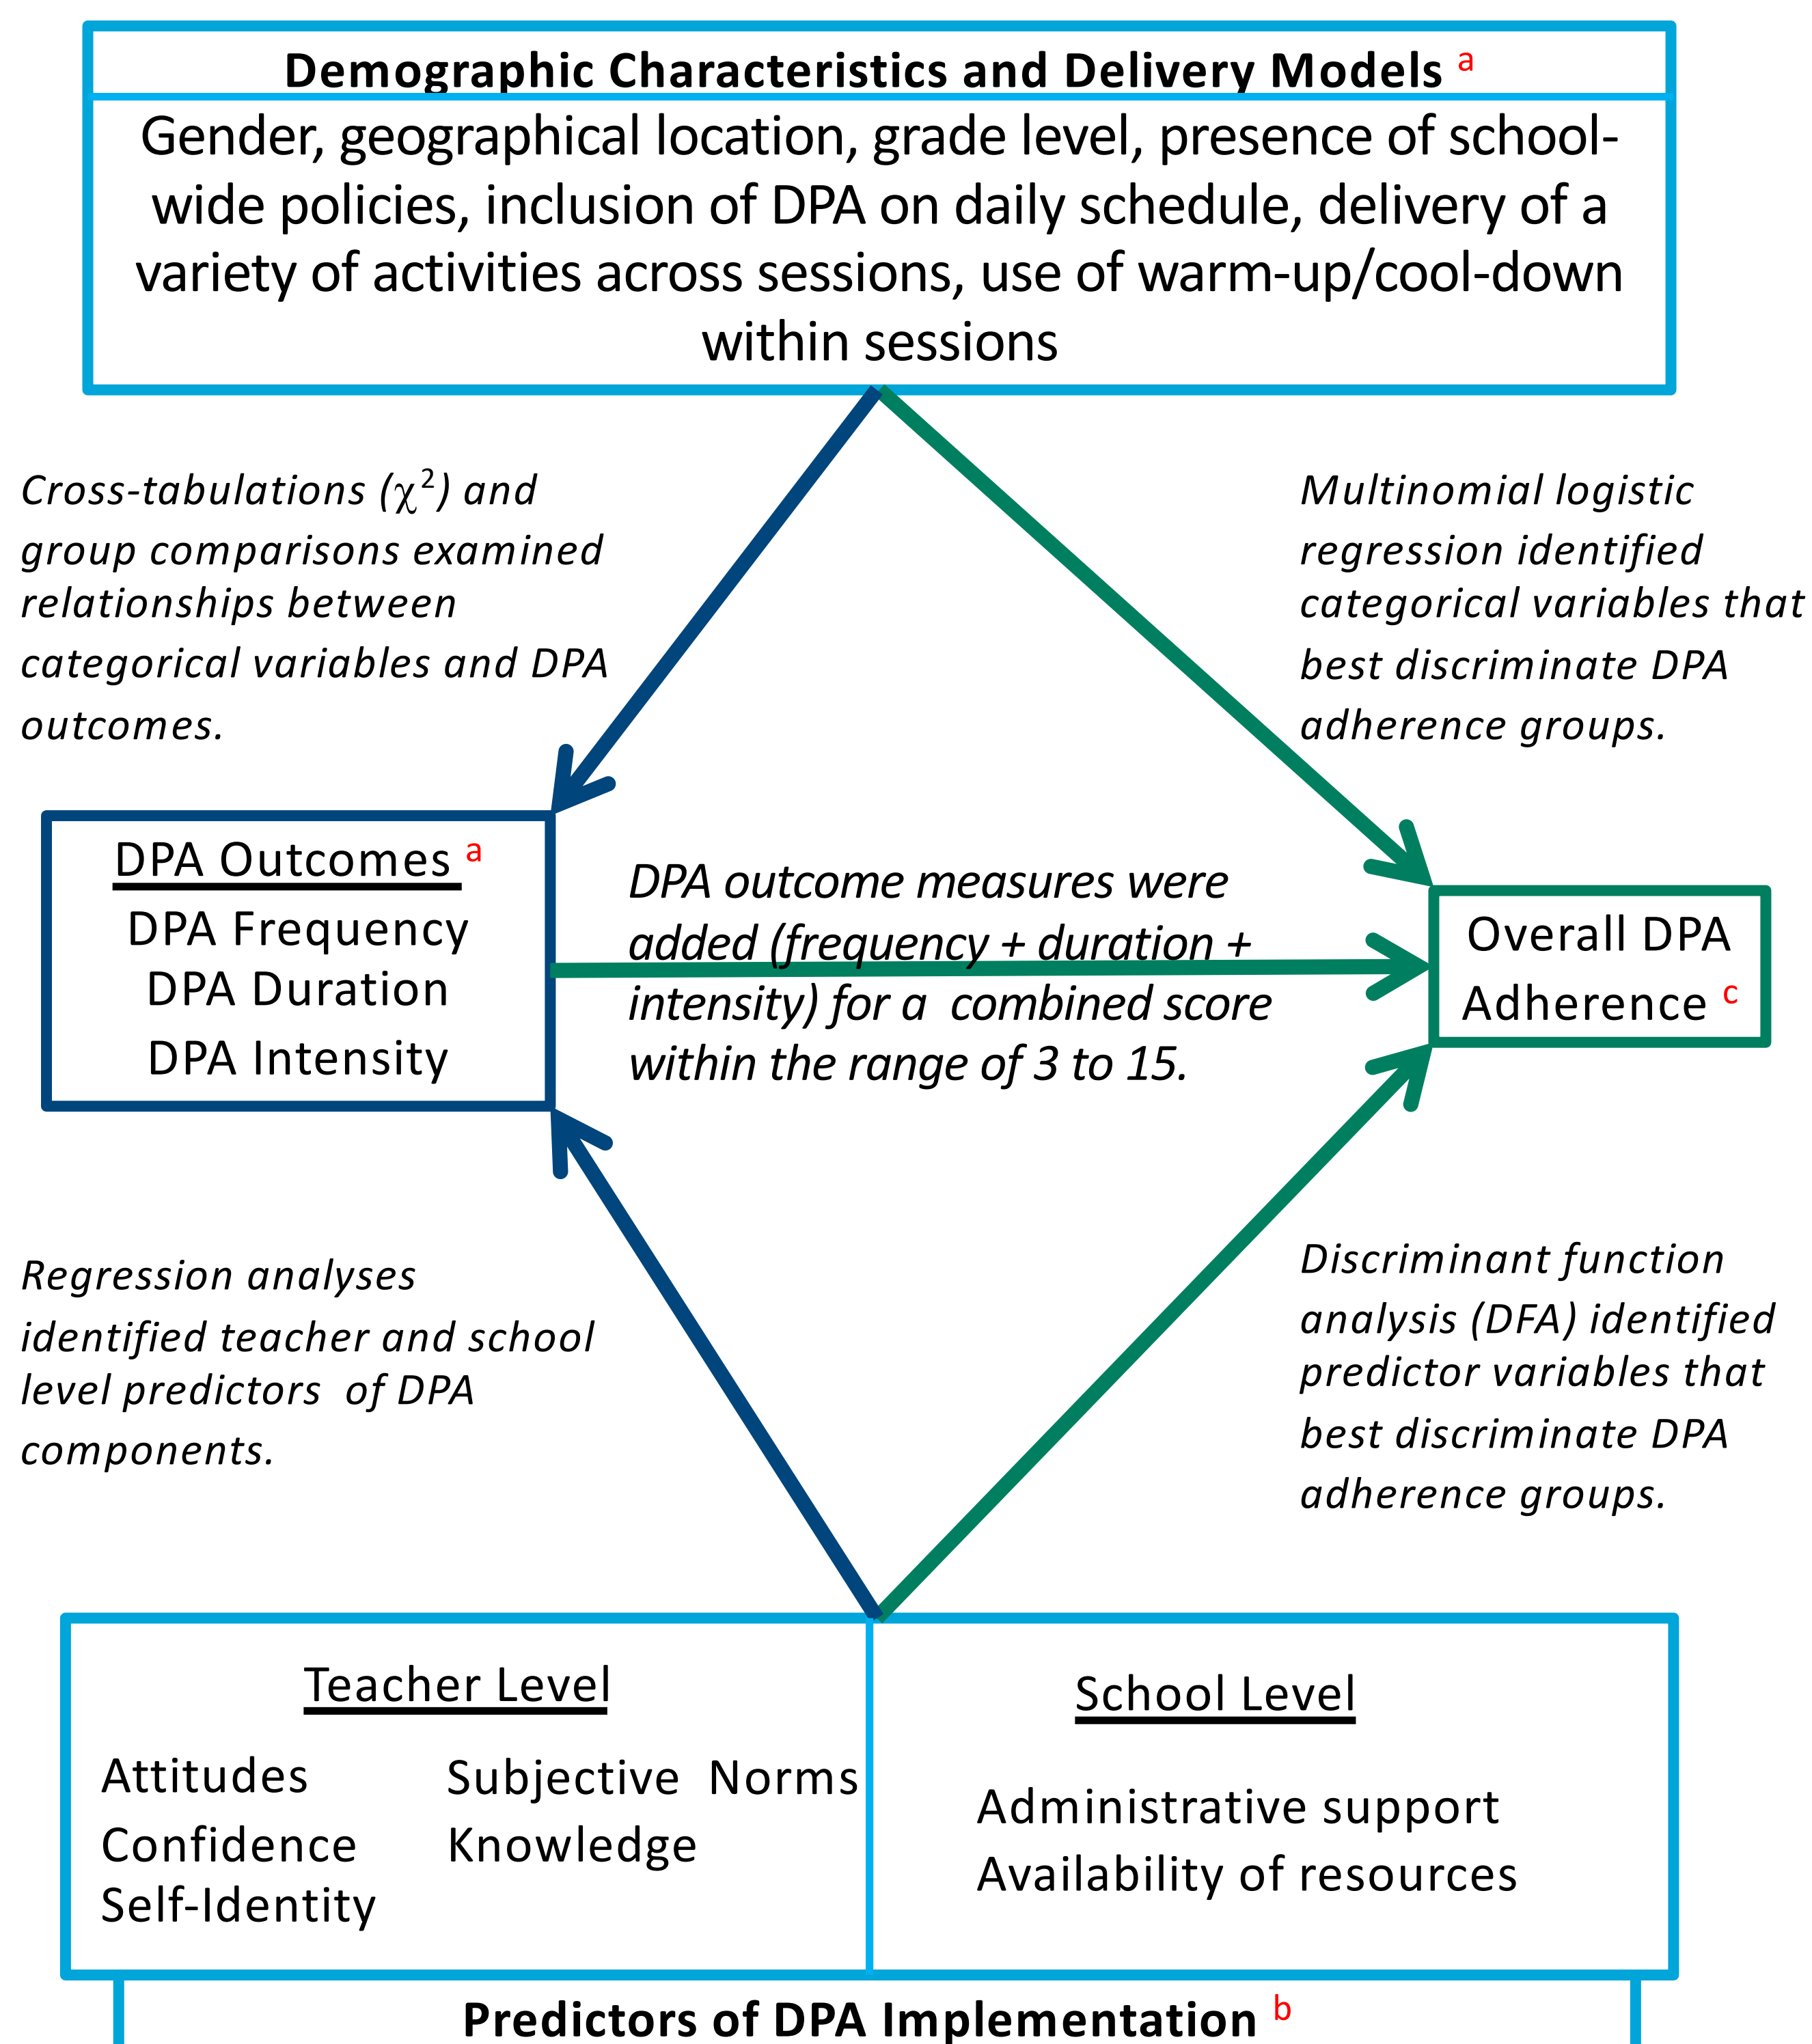 Demographic Characteristics and Delivery Models a
Gender, geographical location, grade level, presence of school-
wide policies, inclusion of DPA on daily schedule, delivery of a
variety of activities across sessions, use of warm-up/cool-down
within sessions
Cross-tabulations (χ²) and
group comparisons examined
relationships between
categorical variables and DPA
outcomes.
Multinomial logistic
regression identified
categorical variables that
best discriminate DPA
adherence groups.
DPA Outcomes a
DPA Frequency
DPA Duration
DPA Intensity
DPA outcome measures were
added (frequency + duration +
intensity) for a combined score
within the range of 3 to 15.
Overall DPA
Adherence c
Regression analyses
identified teacher and school
level predictors of DPA
components.
Discriminant function
analysis (DFA) identified
predictor variables that
best discriminate DPA
adherence groups.
Teacher Level
Attitudes Subjective Norms
Confidence Knowledge
Self-Identity
School Level
Administrative support
Availability of resources
Predictors of DPA Implementation b